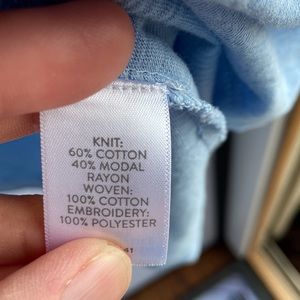 KNIT:
60% COTTON
40% MODAL
RAYON
WOVEN:
100% COTTON
EMBROIDERY:
100% POLYESTER